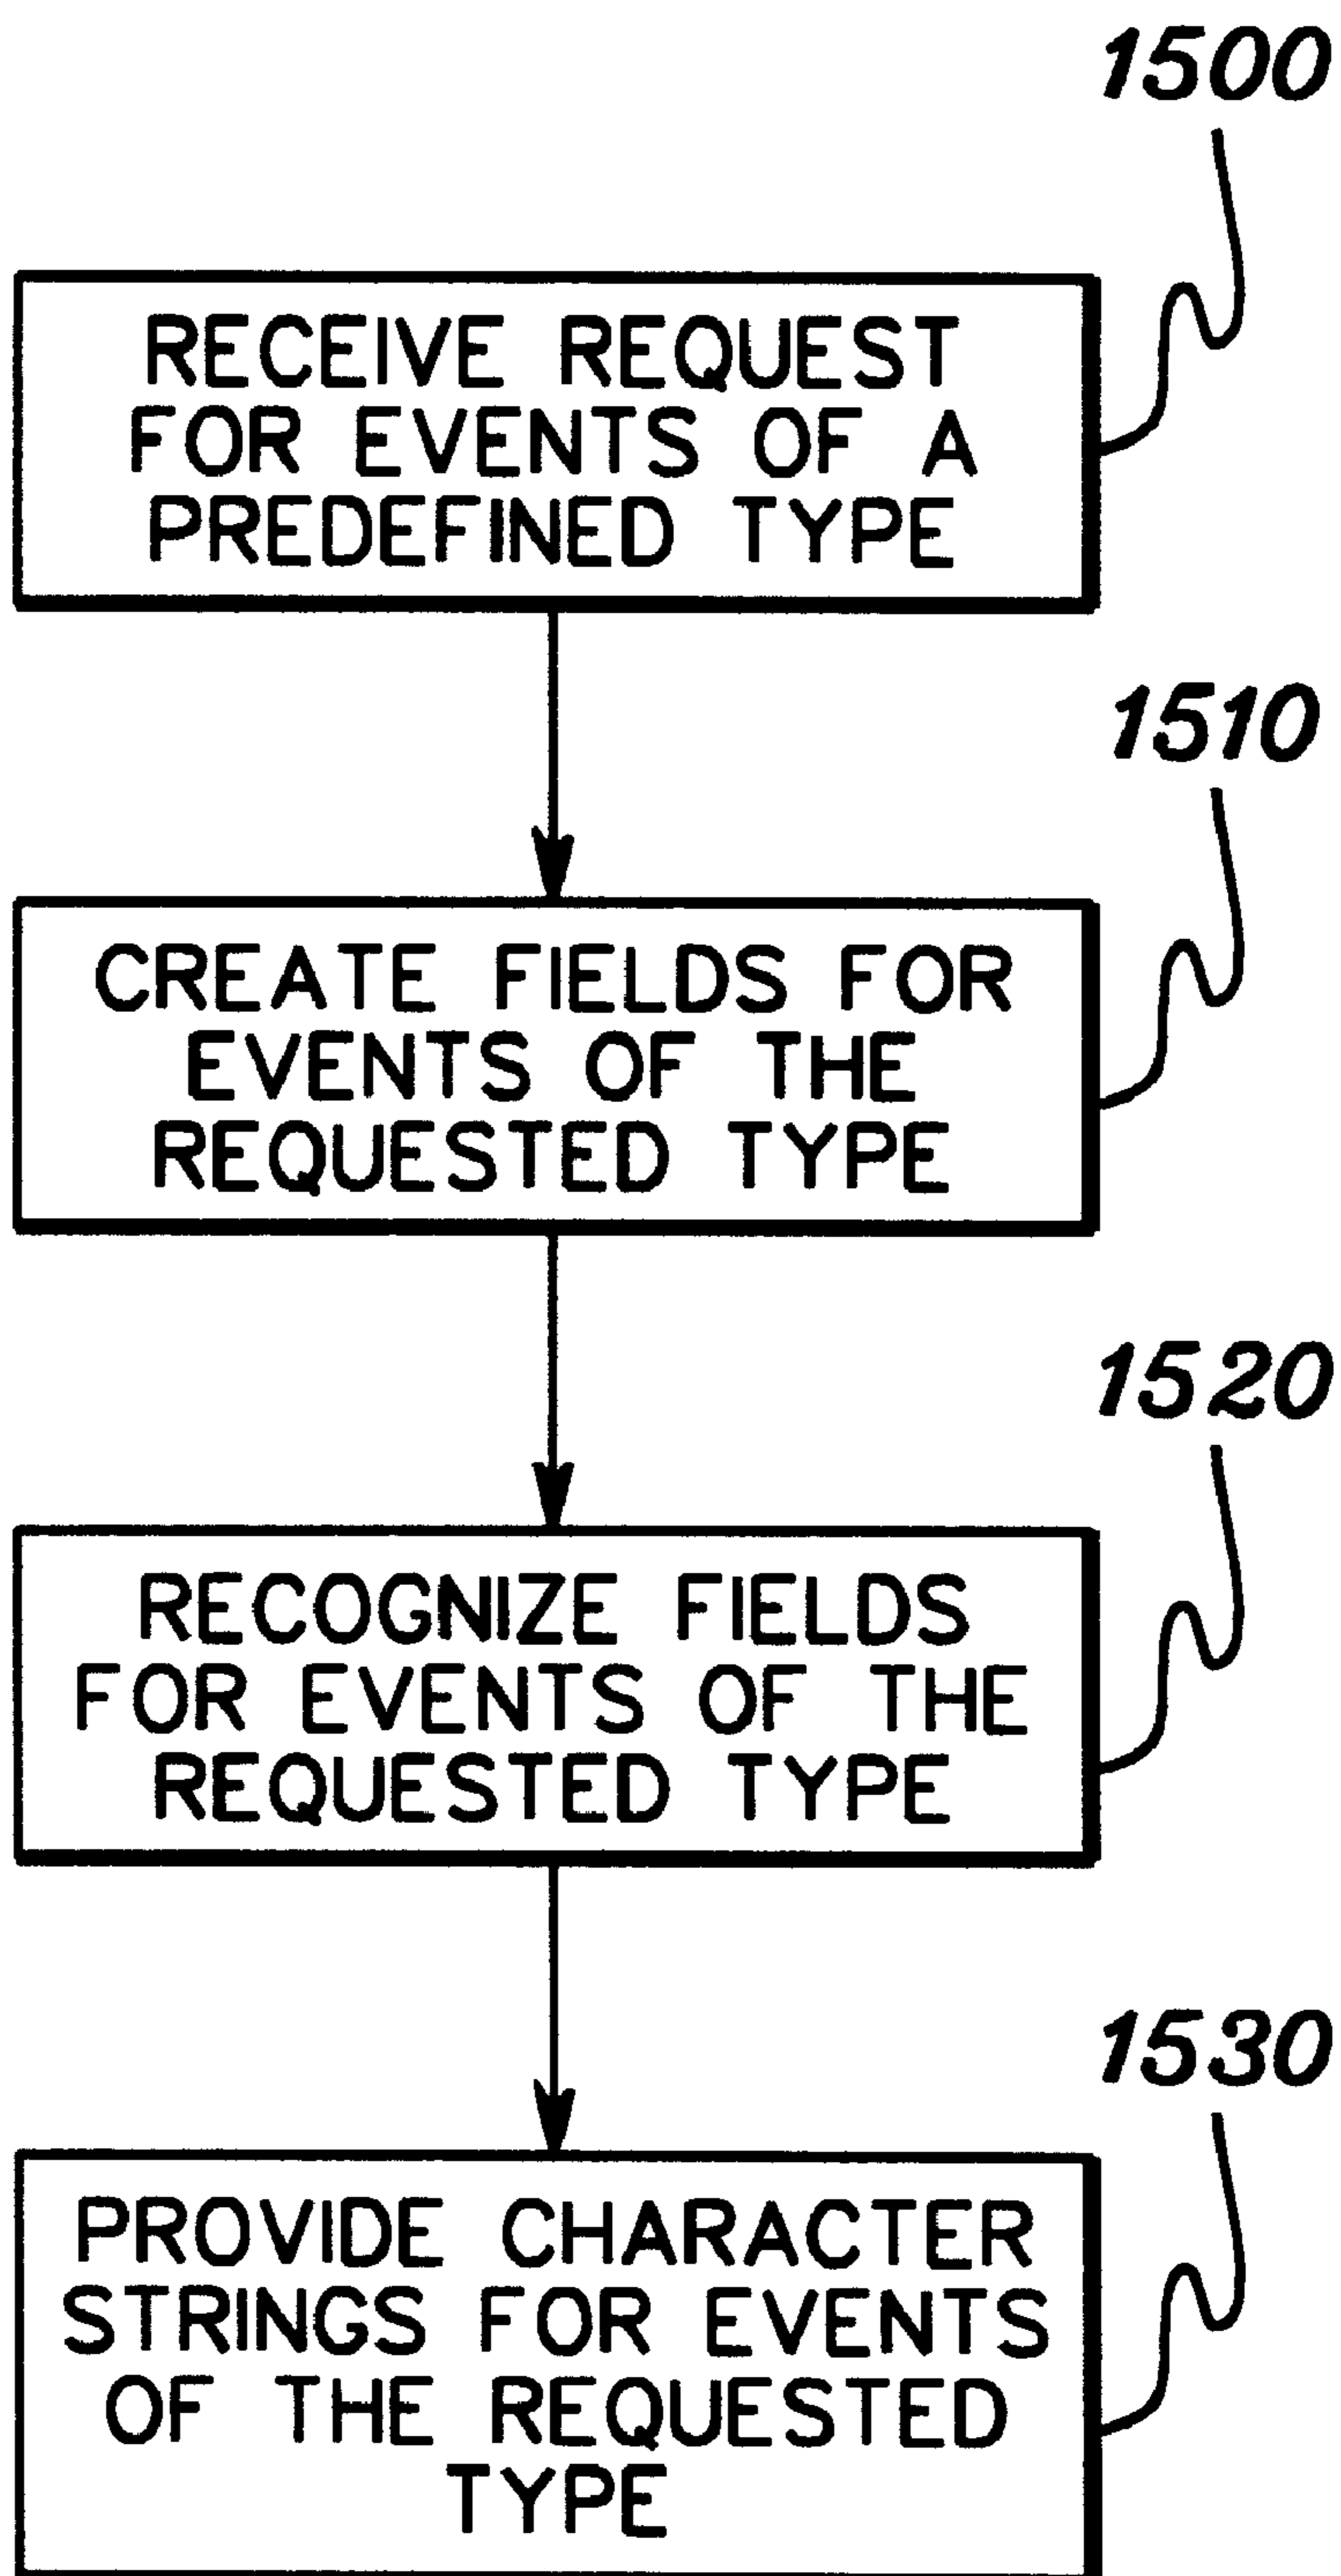 1500
RECEIVE REQUEST
FOR EVENTS OF A
PREDEFINED TYPE
1510
CREATE FIELDS FOR
EVENTS OF THE
REQUESTED TYPE
1520
RECOGNIZE FIELDS
FOR EVENTS OF THE
REQUESTED TYPE
1530
PROVIDE CHARACTER
STRINGS FOR EVENTS
OF THE REQUESTED
TYPE